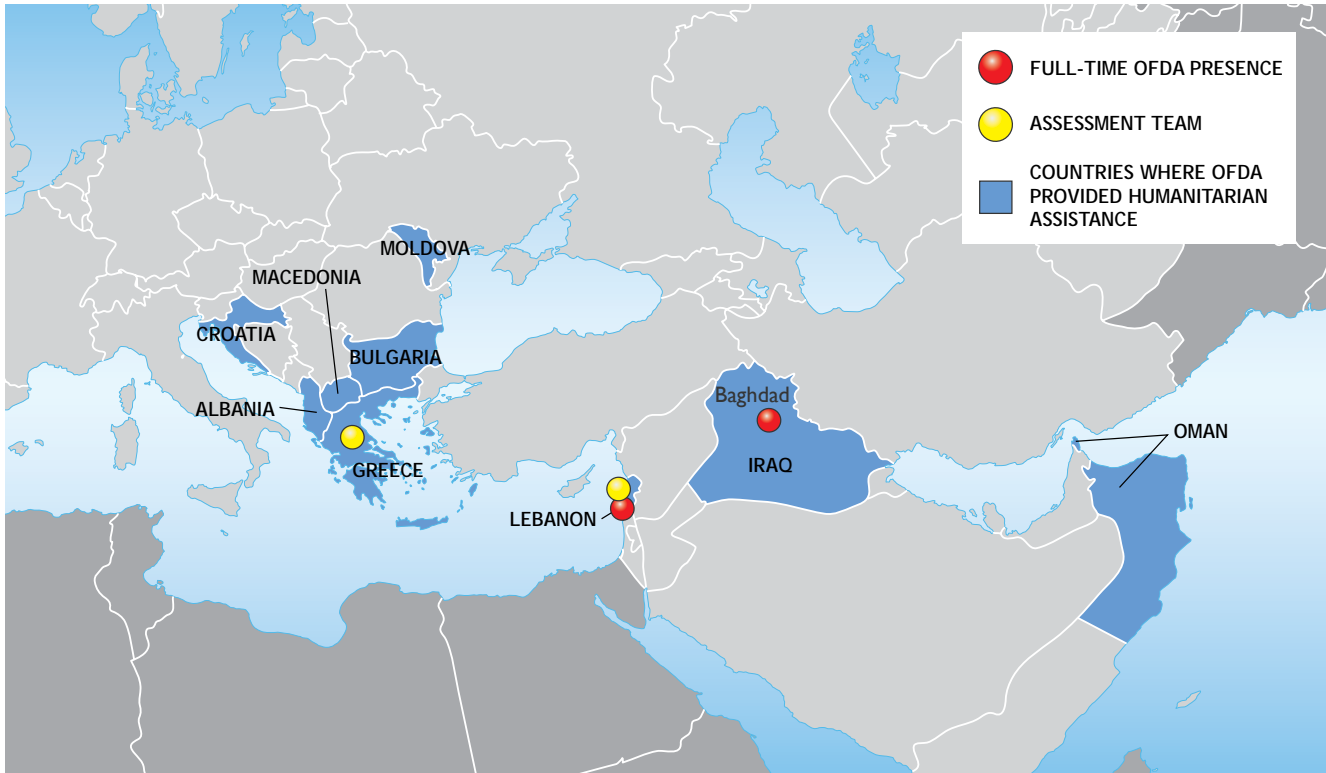 FULL-TIME OFDA PRESENCE
ASSESSMENT TEAM
COUNTRIES WHERE OFDA
PROVIDED HUMANITARIAN
ASSISTANCE
MOLDOVA
MACEDONIA
CROATIA
BULGARIA
ALBANIA
GREECE
Baghdad
IRAQ
LEBANON
OMAN